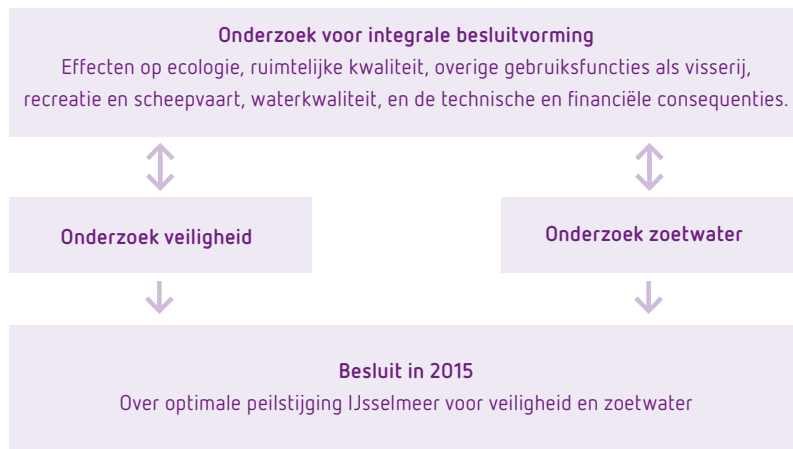 Onderzoek voor integrale besluitvorming
Effecten op ecologie, ruimtelijke kwaliteit, overige gebruiksfuncties als visserij,
recreatie en scheepvaart, waterkwaliteit, en de technische en financiële consequenties.
Onderzoek veiligheid
Onderzoek zoetwater
Besluit in 2015
Over optimale peilstijging IJsselmeer voor veiligheid en zoetwater